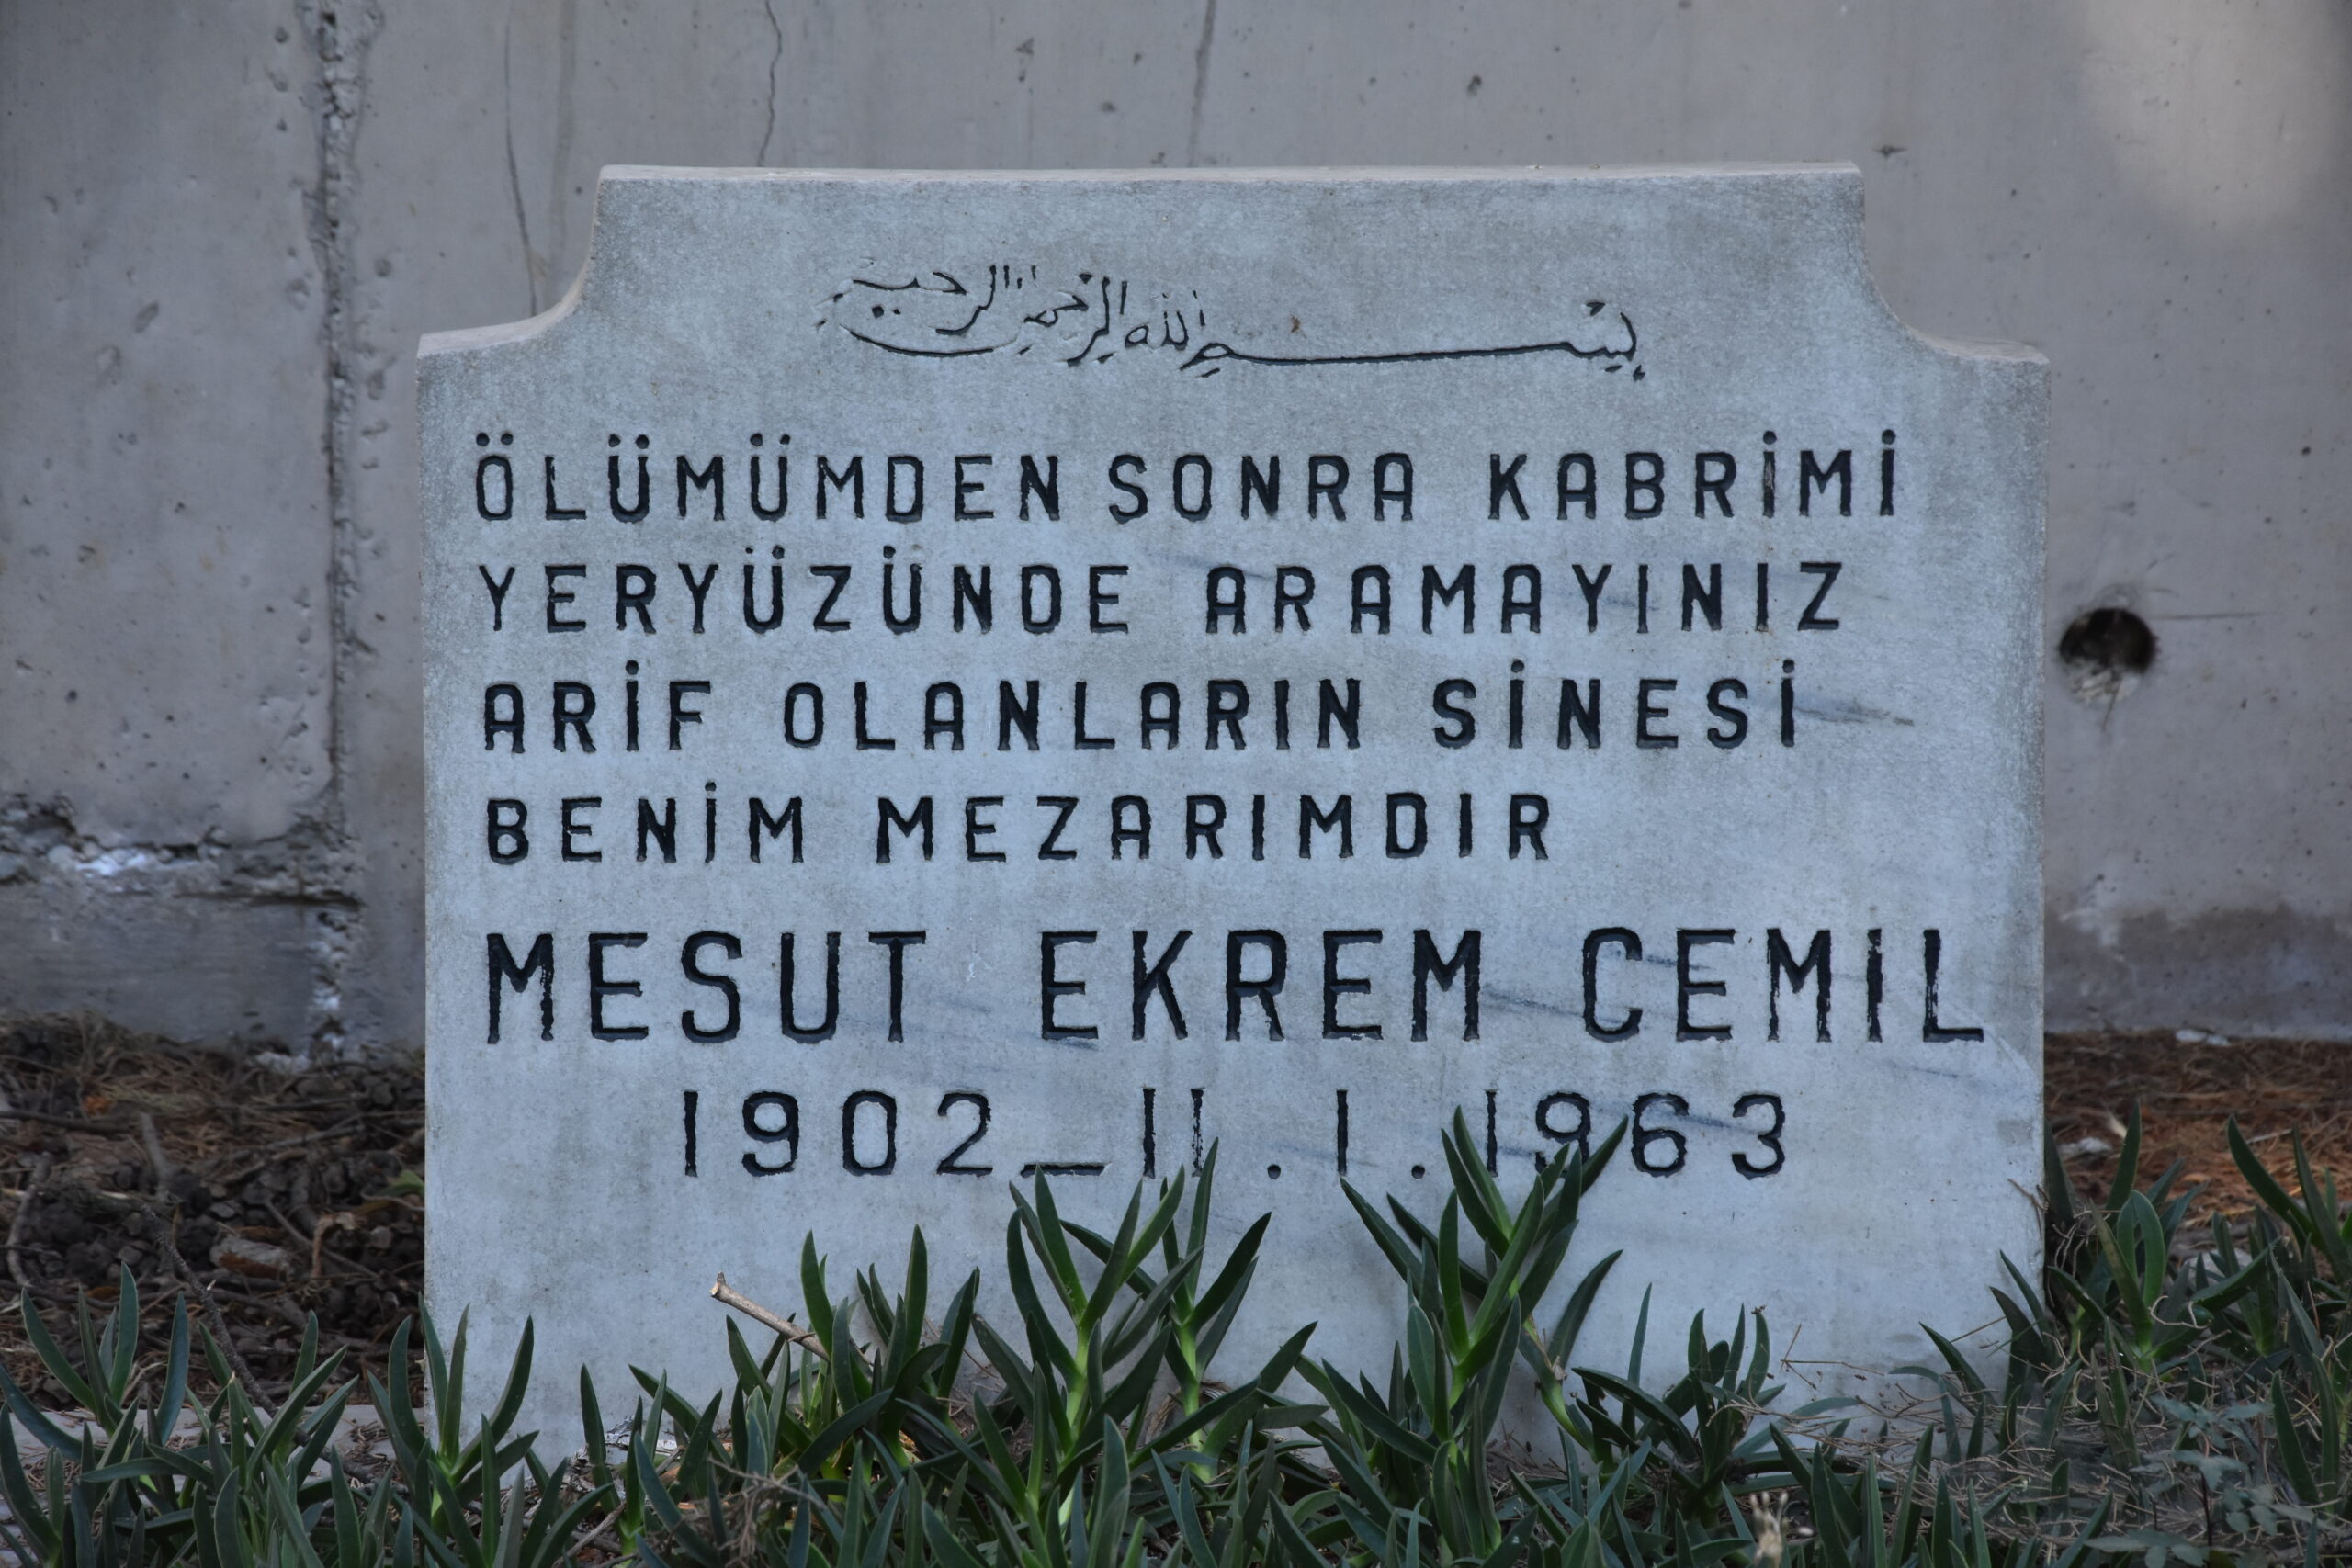 بسم الله الرحمن الرحيم
ÖLÜMÜMDEN SONRA KABRİMİ
YERYÜZÜNDE ARAMAYINIZ
ARİF OLANLARIN SİNESİ
BENİM MEZARIMDIR
MESUT EKREM CEMİL
1902_11.1.1963